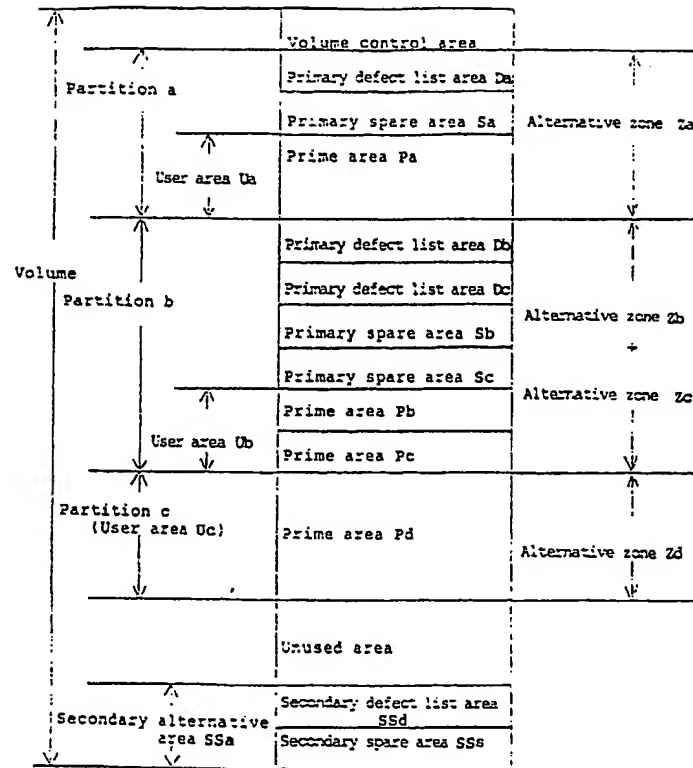 Volume control area
Partition a
Primary defect list area Da
Primary spare area Sa
Alternative zone Za
User area Ua
Prime area Pa
Volume
Partition b
Primary defect list area Db
Primary defect list area Dc
Primary spare area Sb
Alternative zone Zb
+
Primary spare area Sc
Alternative zone Zc
User area Ub
Prime area Pb
Prime area Pc
Partition c
(User area Uc)
Prime area Pd
Alternative zone Zd
Unused area
Secondary alternative
area SSa
Secondary defect list area
SSd
Secondary spare area SSs